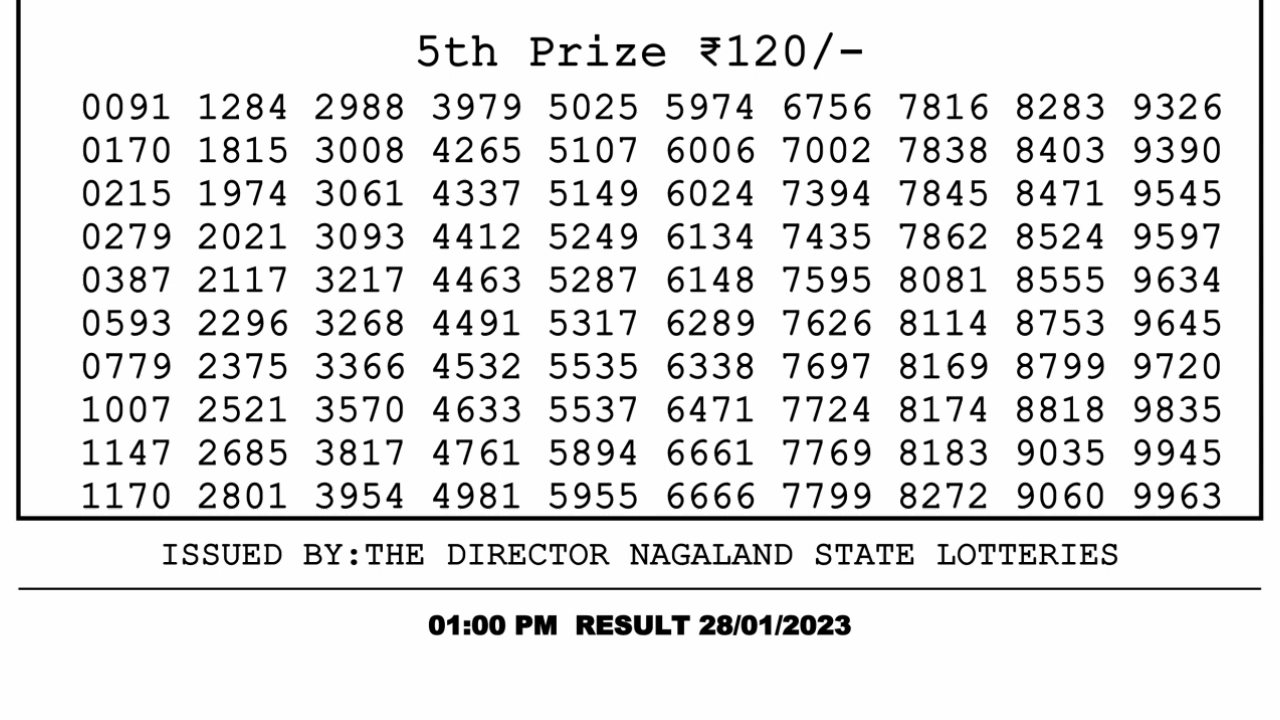 5th Prize ₹120/-
0091 1284 2988 3979 5025 5974 6756 7816 8283 9326
0170 1815 3008 4265 5107 6006 7002 7838 8403 9390
0215 1974 3061 4337 5149 6024 7394 7845 8471 9545
0279 2021 3093 4412 5249 6134 7435 7862 8524 9597
0387 2117 3217 4463 5287 6148 7595 8081 8555 9634
0593 2296 3268 4491 5317 6289 7626 8114 8753 9645
0779 2375 3366 4532 5535 6338 7697 8169 8799 9720
1007 2521 3570 4633 5537 6471 7724 8174 8818 9835
1147 2685 3817 4761 5894 6661 7769 8183 9035 9945
1170 2801 3954 4981 5955 6666 7799 8272 9060 9963
ISSUED BY:THE DIRECTOR NAGALAND STATE LOTTERIES
01:00 PM RESULT 28/01/2023